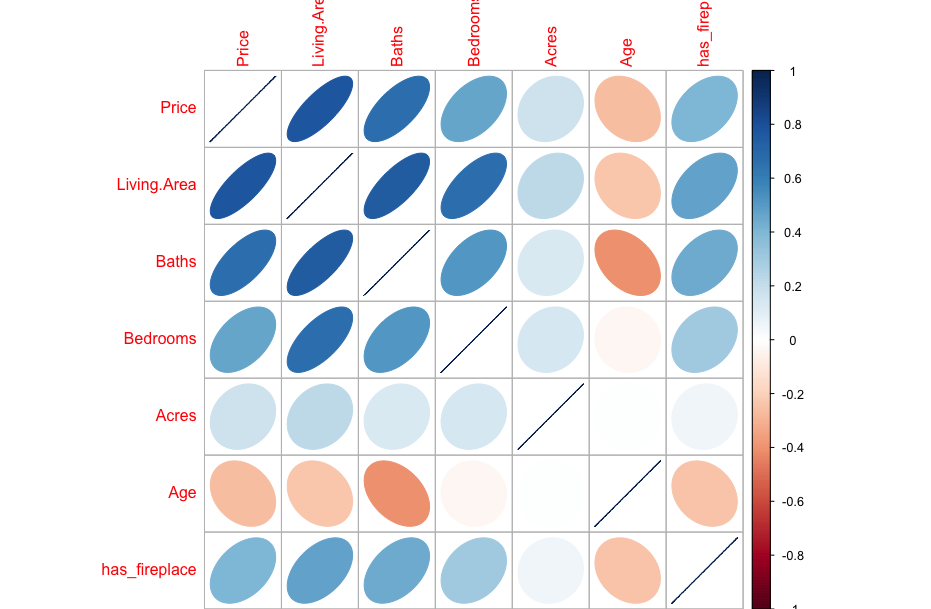 Price
Living.Are
Baths
Bedrooms
Acres
Age
has_firep
Price
Living.Area
Baths
Bedrooms
Acres
Age
has_fireplace
1
0.8
0.6
0.4
0.2
0
-0.2
-0.4
-0.6
-0.8
-1